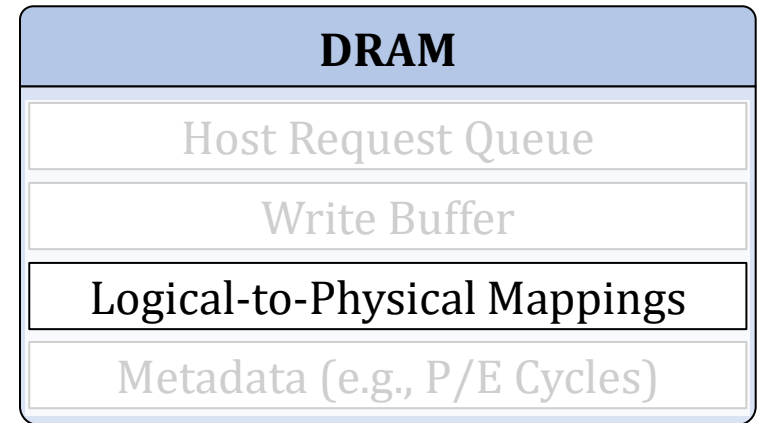 DRAM
Host Request Queue
Write Buffer
Logical-to-Physical Mappings
Metadata (e.g., P/E Cycles)